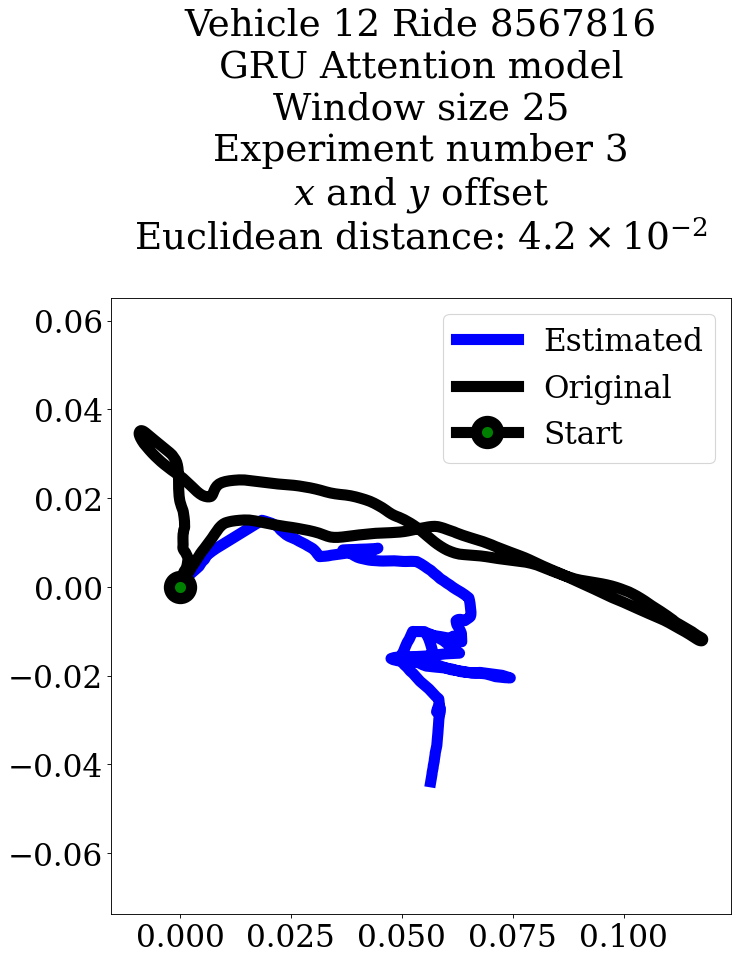 Vehicle 12 Ride 8567816
GRU Attention model
Window size 25
Experiment number 3
x and y offset
Euclidean distance: 4.2 × 10⁻²
Estimated
Original
Start
0.06
0.04
0.02
0.00
−0.02
−0.04
−0.06
0.000 0.025 0.050 0.075 0.100